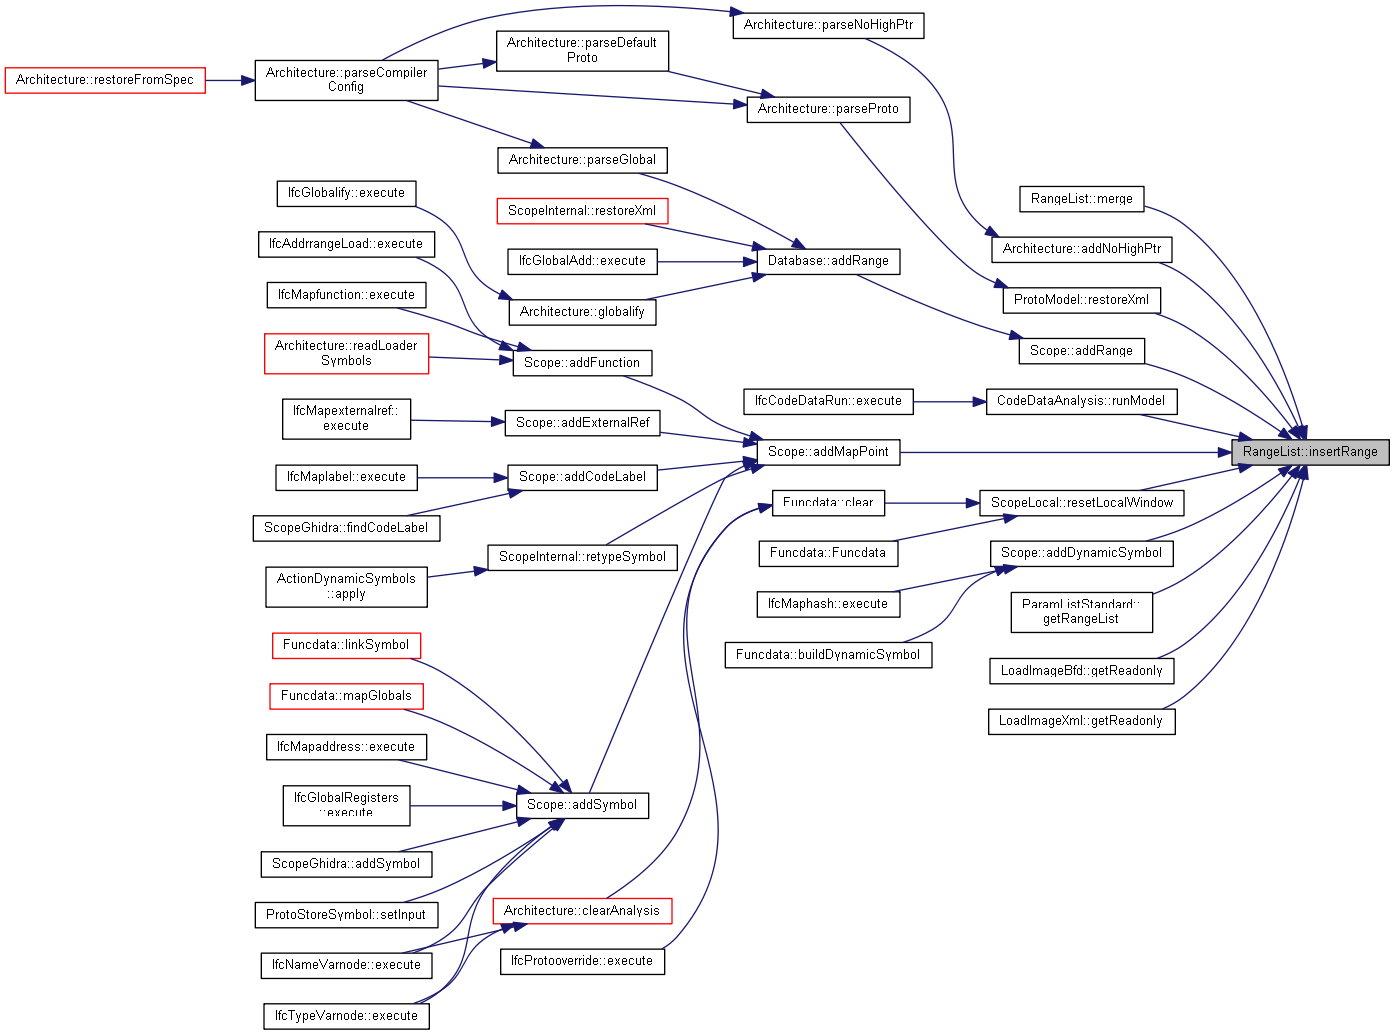 Architecture::parseNoHighPtr
Architecture::parseDefault
Proto
Architecture::restoreFromSpec
Architecture::parseCompiler
Config
Architecture::parseProto
Architecture::parseGlobal
IfcGlobalify::execute
RangeList::merge
ScopeInternal::restoreXml
IfcAddrrangeLoad::execute
Architecture::addNoHighPtr
IfcGlobalAdd::execute
Database::addRange
IfcMapfunction::execute
ProtoModel::restoreXml
Architecture::globalify
Architecture::readLoader
Symbols
Scope::addRange
Scope::addFunction
IfcCodeDataRun::execute
CodeDataAnalysis::runModel
IfcMapexternalref::
execute
Scope::addExternalRef
Scope::addMapPoint
RangeList::insertRange
IfcMaplabel::execute
Scope::addCodeLabel
Funcdata::clear
ScopeLocal::resetLocalWindow
ScopeGhidra::findCodeLabel
ScopeInternal::retypeSymbol
Funcdata::Funcdata
Scope::addDynamicSymbol
ActionDynamicSymbols
::apply
IfcMaphash::execute
ParamListStandard::
getRangeList
Funcdata::linkSymbol
Funcdata::buildDynamicSymbol
LoadImageBfd::getReadonly
Funcdata::mapGlobals
LoadImageXml::getReadonly
IfcMapaddress::execute
IfcGlobalRegisters
::execute
Scope::addSymbol
ScopeGhidra::addSymbol
ProtoStoreSymbol::setInput
Architecture::clearAnalysis
IfcNameVarnode::execute
IfcProtooverride::execute
IfcTypeVarnode::execute